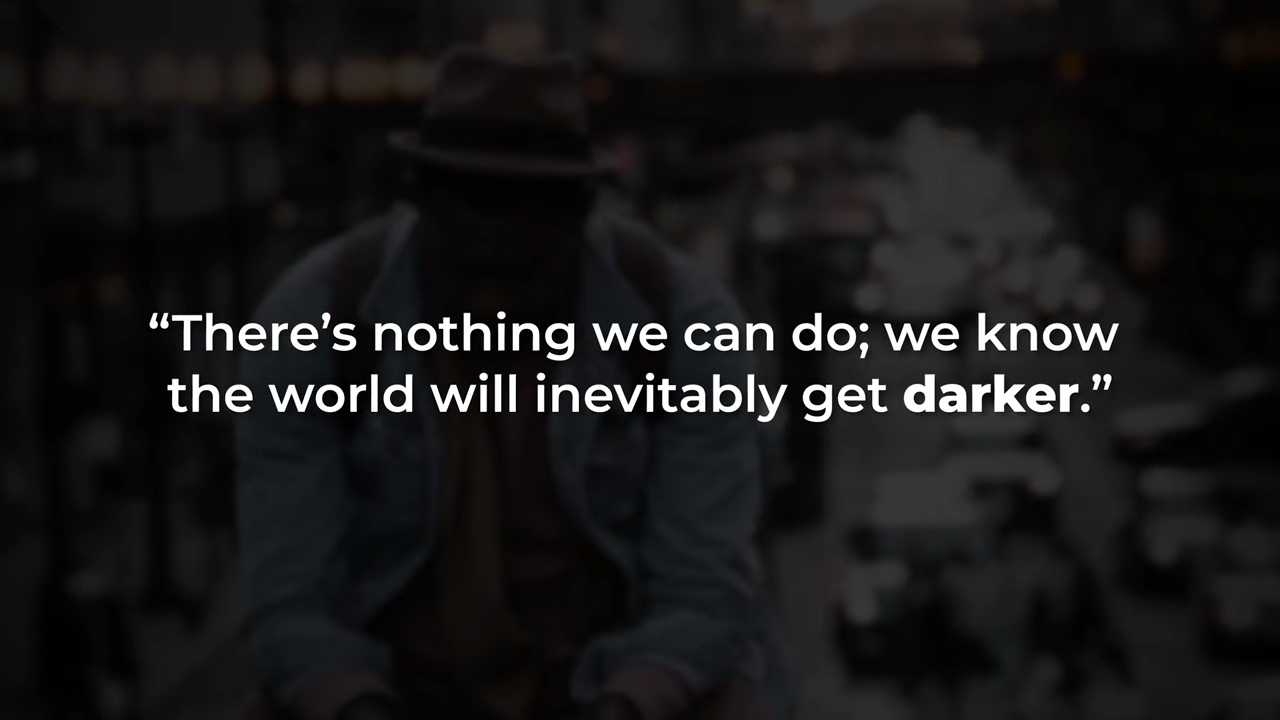 “There’s nothing we can do; we know
the world will inevitably get darker.”